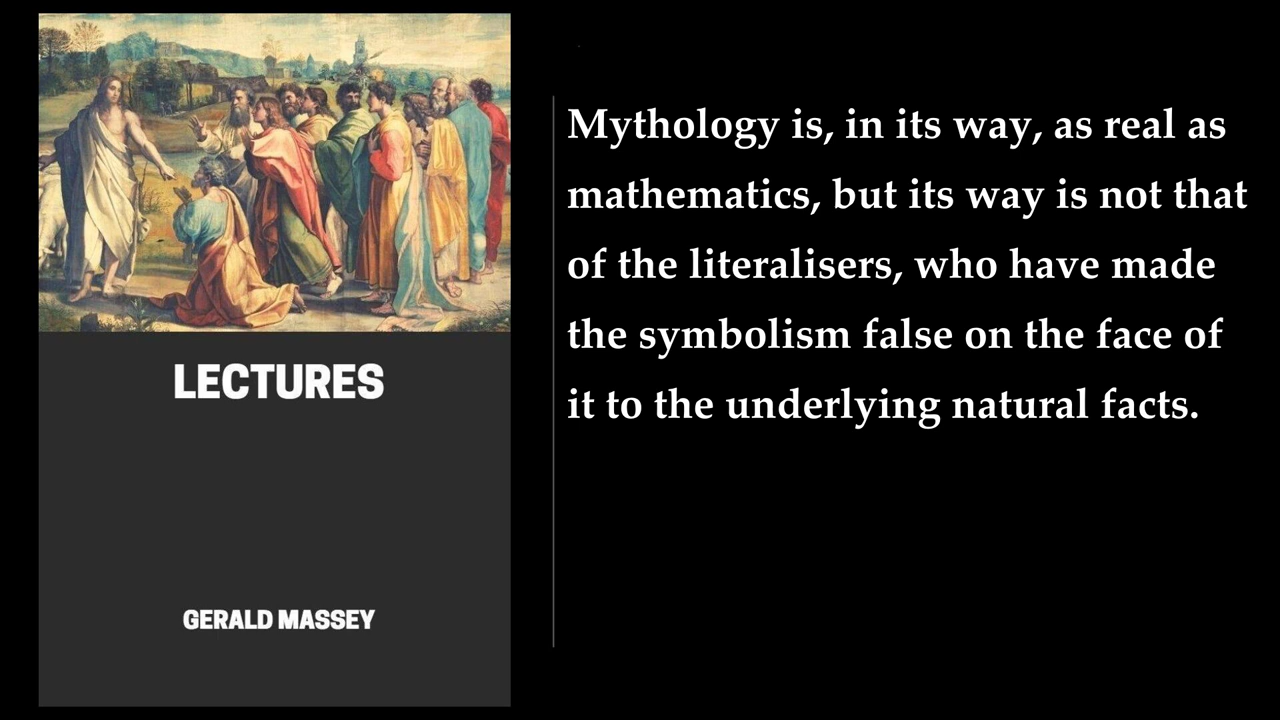 LECTURES
GERALD MASSEY
Mythology is, in its way, as real as
mathematics, but its way is not that
of the literalisers, who have made
the symbolism false on the face of
it to the underlying natural facts.